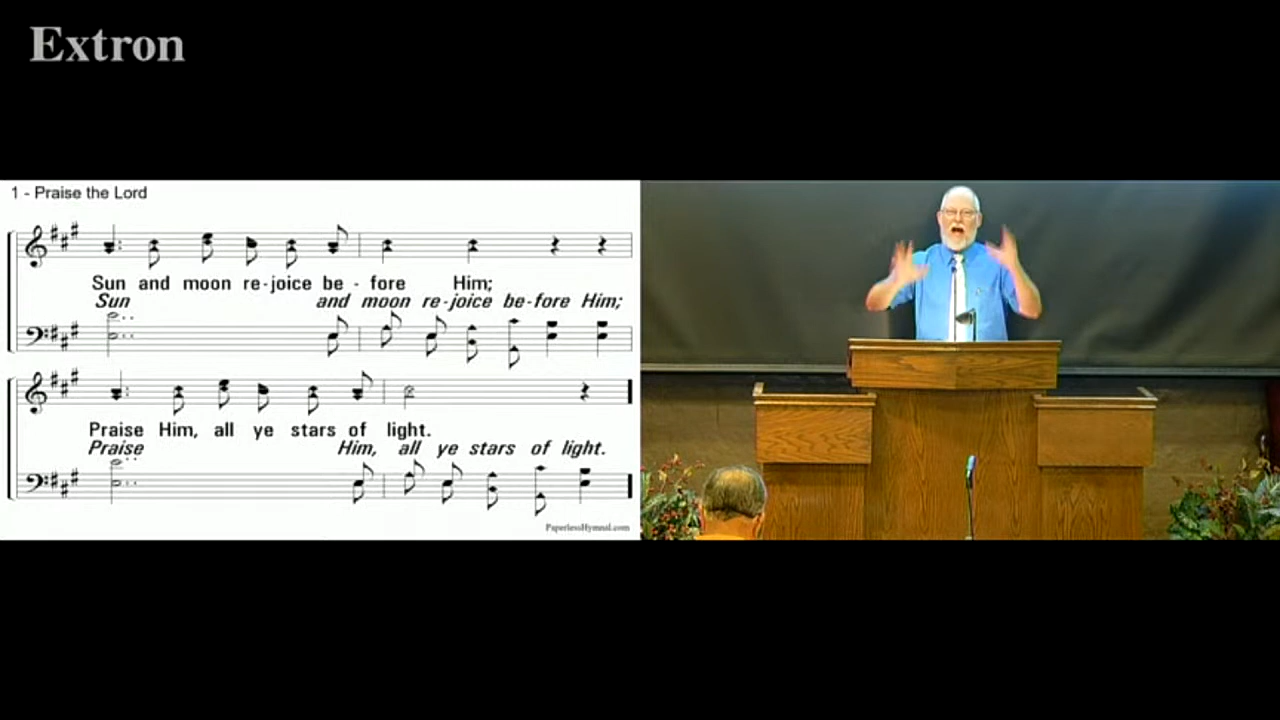 Extron
1 - Praise the Lord
Sun and moon re-joice be - fore Him;
Sun and moon re-joice be-fore Him;
Praise Him, all ye stars of light.
Praise Him, all ye stars of light.
PaperlessHymnal.com